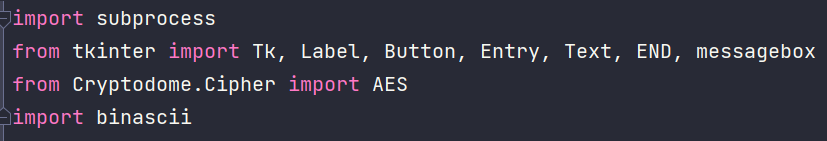 import subprocess
from tkinter import Tk, Label, Button, Entry, Text, END, messagebox
from Cryptodome.Cipher import AES
import binascii